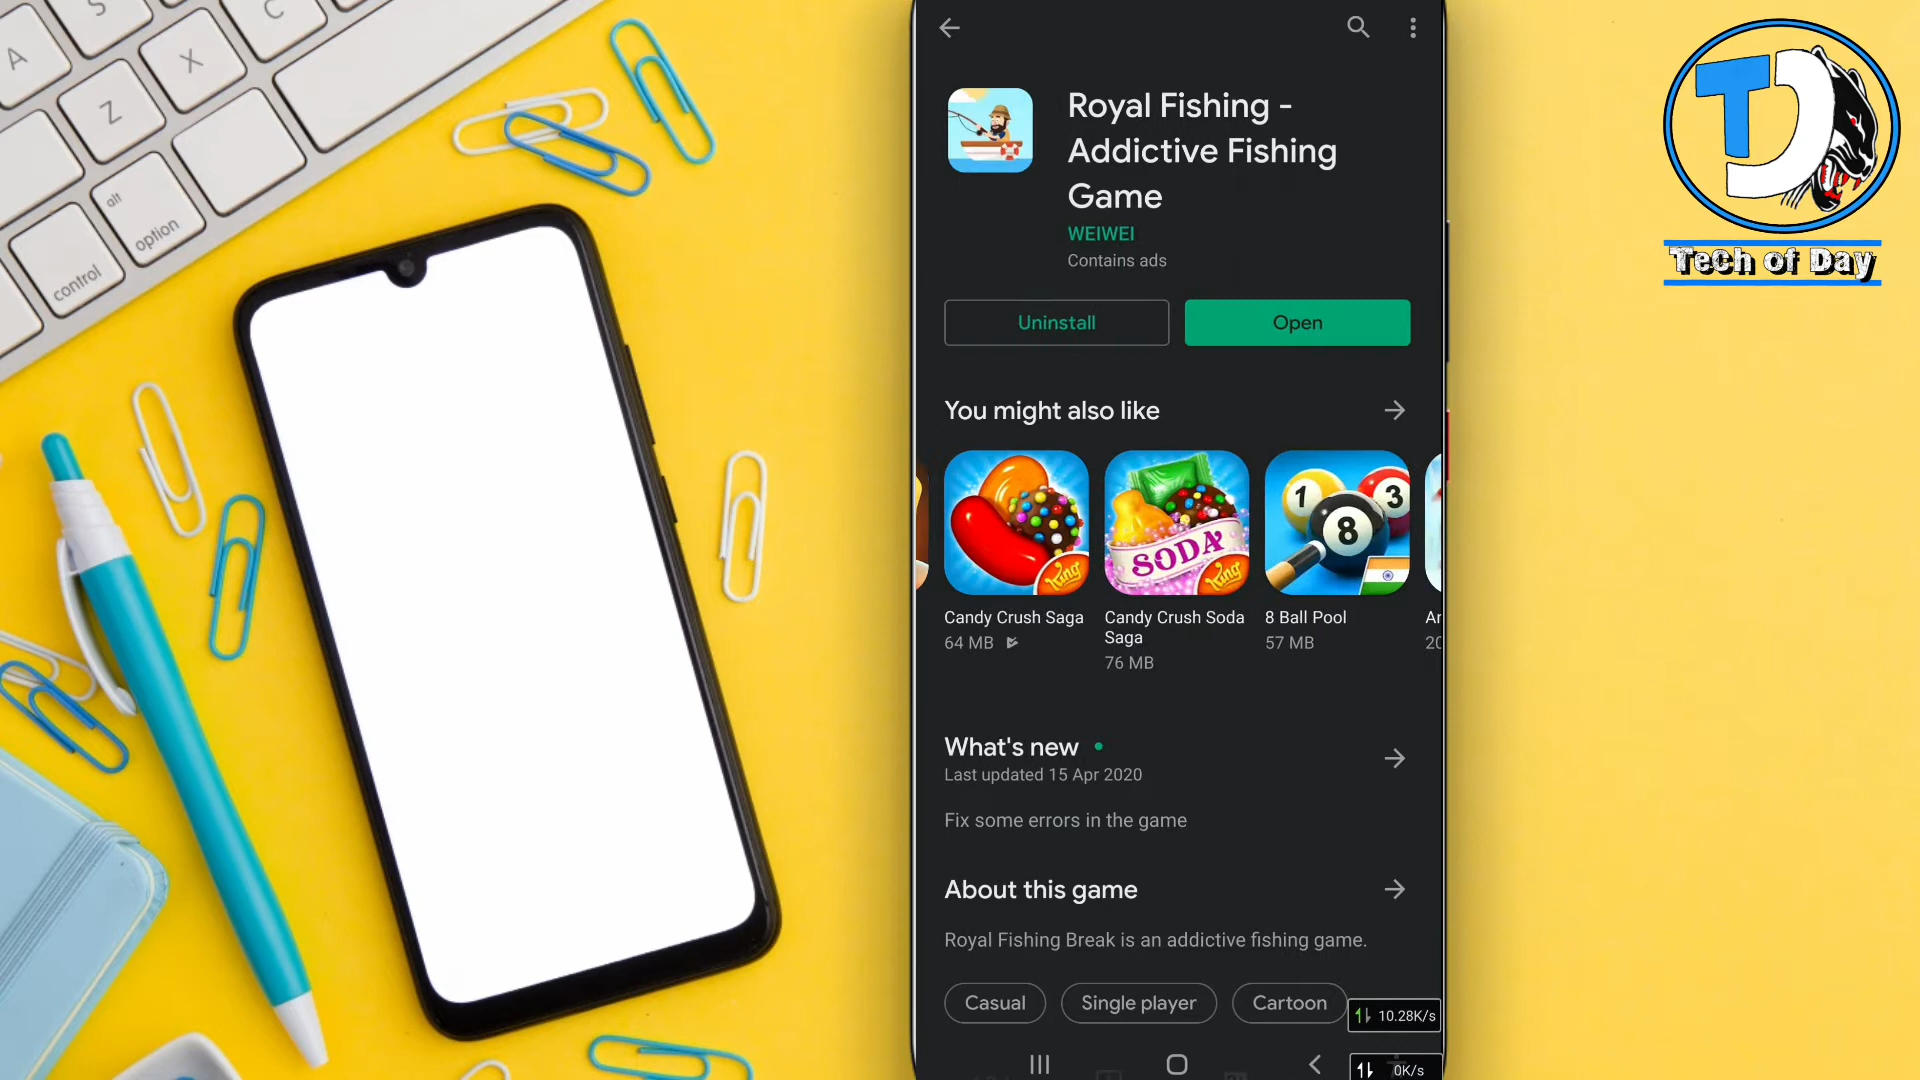 A
S
C
Z
X
alt
option
control
Royal Fishing -
Addictive Fishing
Game
WEIWEI
Contains ads
Uninstall
Open
You might also like
King
SODA
King
1
3
8
Candy Crush Saga
64 MB
Candy Crush Soda
Saga
76 MB
8 Ball Pool
57 MB
Ar
20
What's new
Last updated 15 Apr 2020
Fix some errors in the game
About this game
Royal Fishing Break is an addictive fishing game.
Casual
Single player
Cartoon
10.28K/s
0K/s
TD
Tech of Day